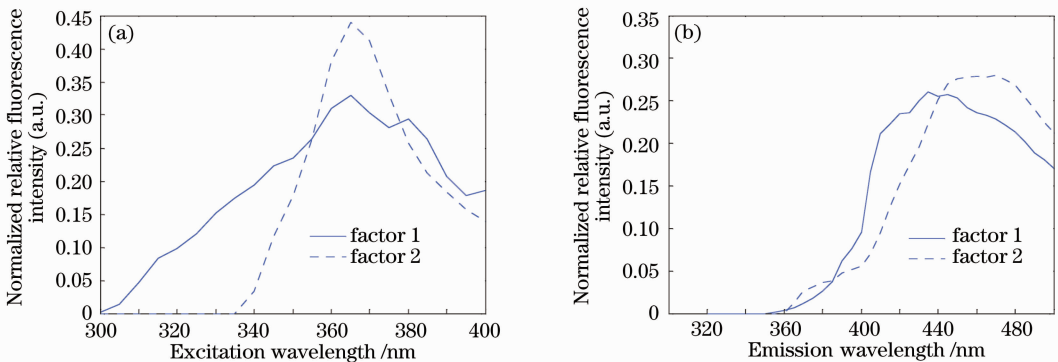 Normalized relative fluorescence
intensity (a.u.)
0.45
0.40
0.35
0.30
0.25
0.20
0.15
0.10
0.05
0
(a)
factor 1
factor 2
300 320 340 360 380 400
Excitation wavelength /nm
Normalized relative fluorescence
intensity (a.u.)
0.35
0.30
0.25
0.20
0.15
0.10
0.05
0
(b)
factor 1
factor 2
320 360 400 440 480
Emission wavelength /nm